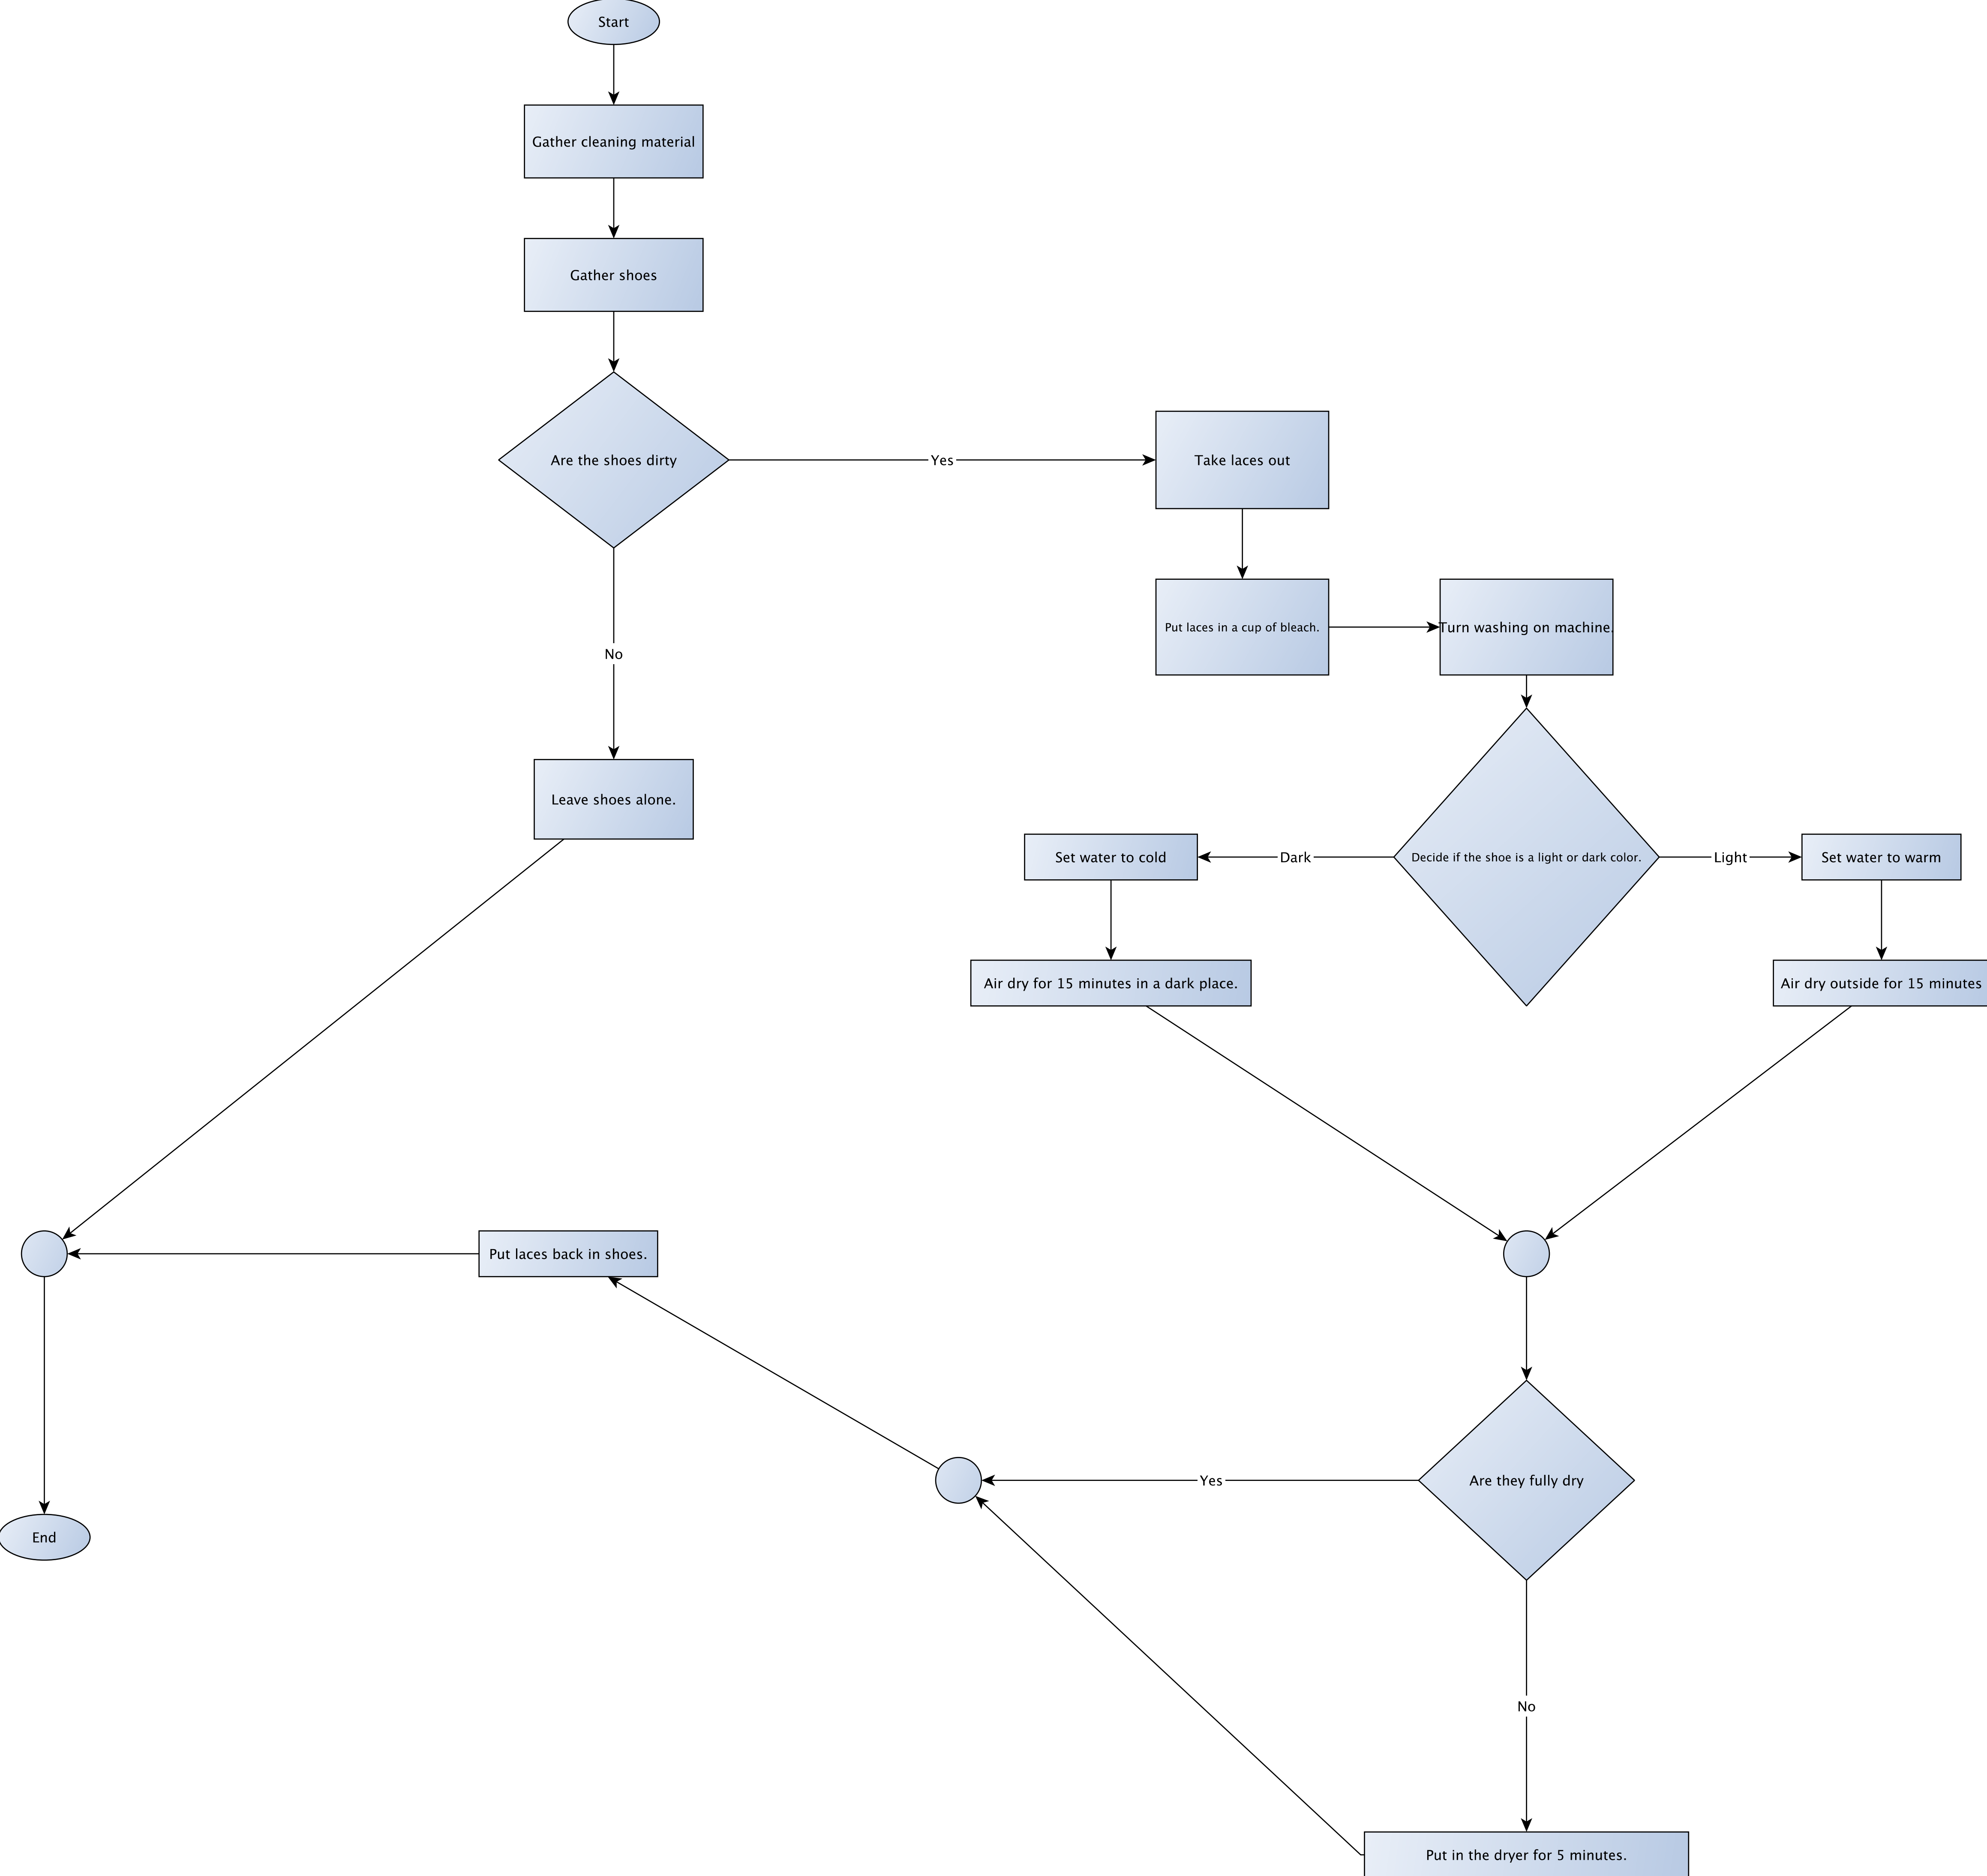 Start
Gather cleaning material
Gather shoes
Are the shoes dirty
Yes
Take laces out
Put laces in a cup of bleach.
Turn washing on machine.
No
Leave shoes alone.
Set water to cold
Dark
Decide if the shoe is a light or dark color.
Light
Set water to warm
Air dry for 15 minutes in a dark place.
Air dry outside for 15 minutes
Put laces back in shoes.
Yes
Are they fully dry
End
No
Put in the dryer for 5 minutes.